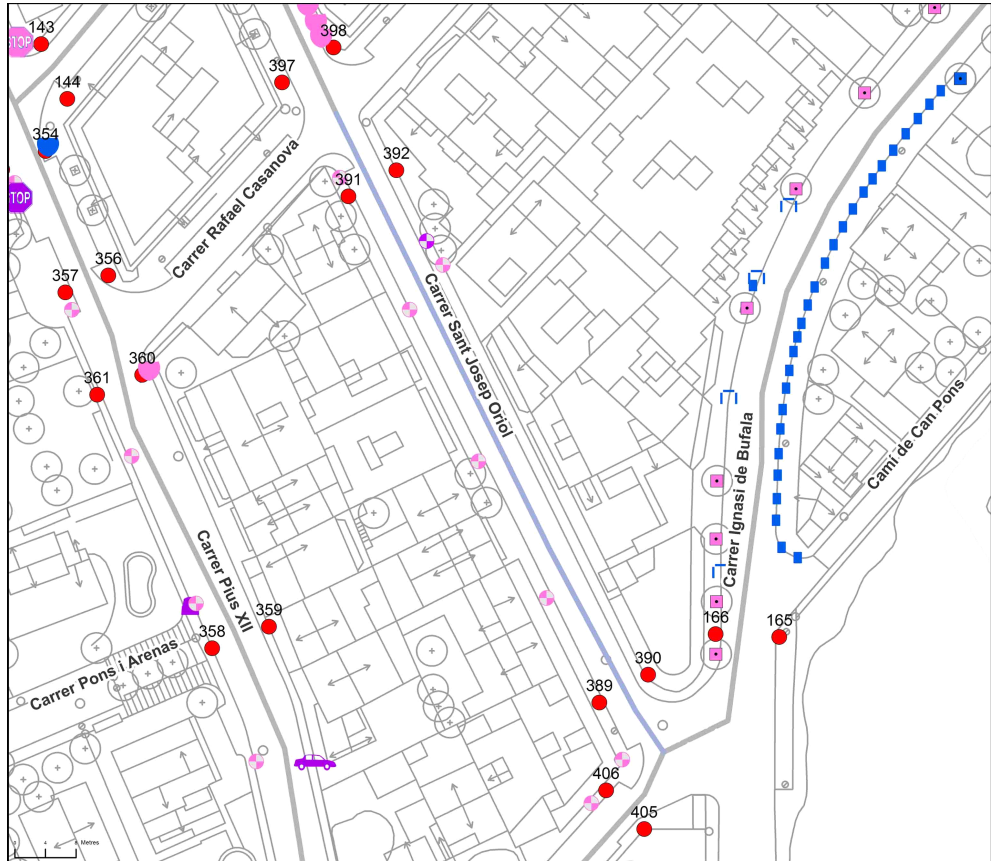 143
398
STOP
144
397
354
392
391
STOP
Carrer Rafael Casanova
356
357
Carrer Sant Josep Oriol
360
361
Carrer Ignasi de Bufala
Camí de Can Pons
Carrer Pius XII
359
358
166
165
Carrer Pons i Arenas
390
389
406
405
Metres